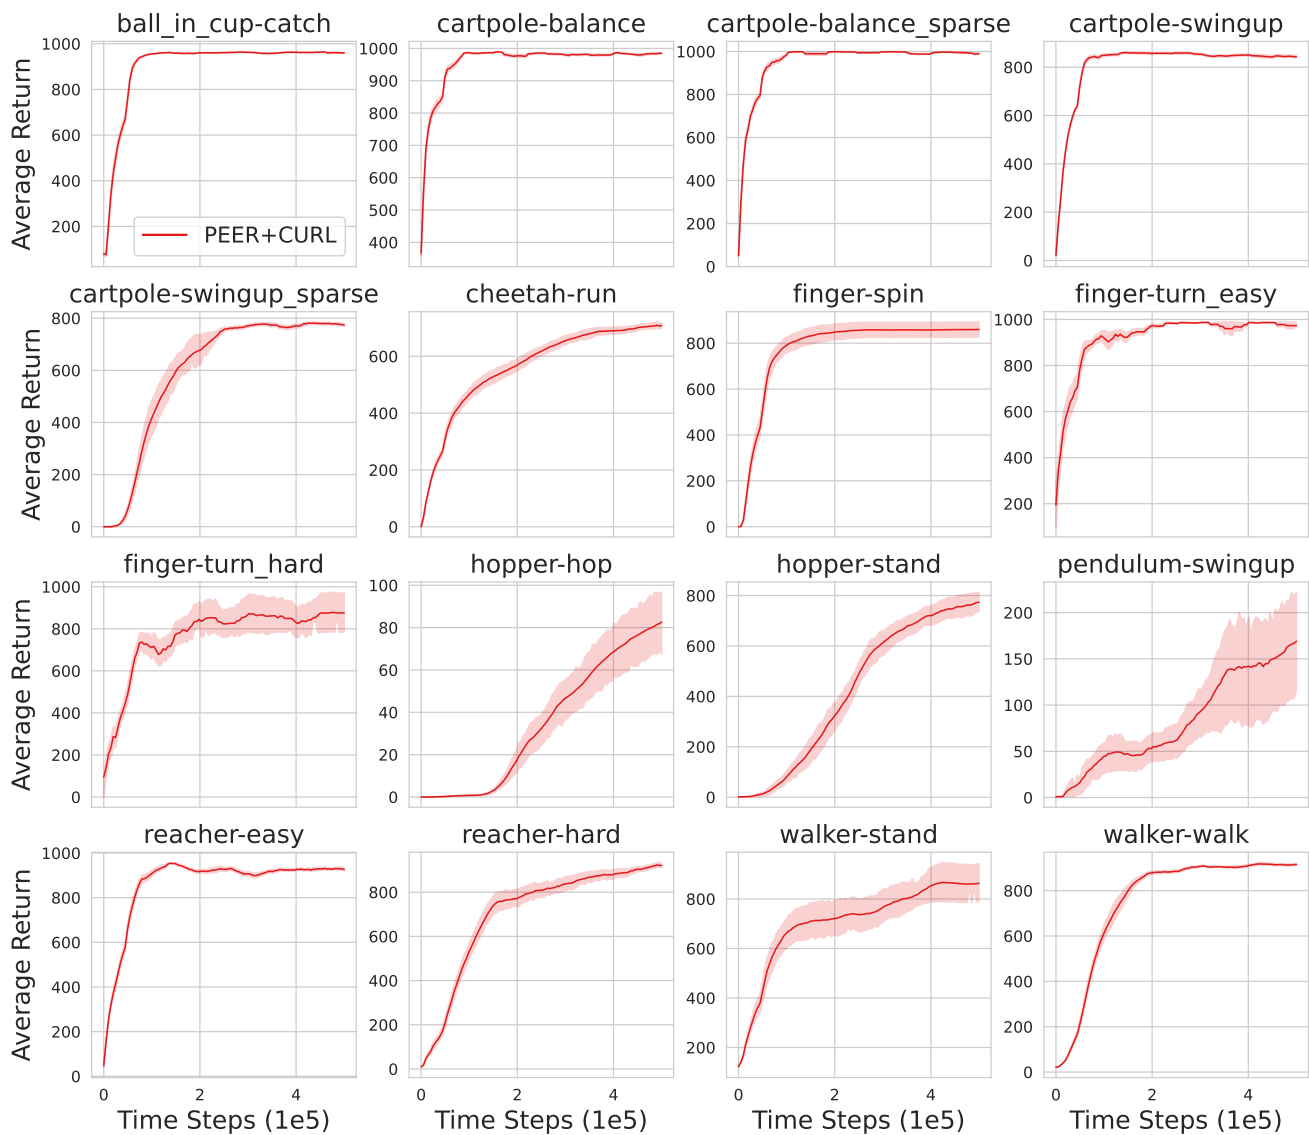 ball_in_cup-catch
cartpole-balance
cartpole-balance_sparse
cartpole-swingup
Average Return
1000
800
600
400
200
PEER+CURL
1000
900
800
700
600
500
400
1000
800
600
400
200
0
800
600
400
200
0
cartpole-swingup_sparse
cheetah-run
finger-spin
finger-turn_easy
Average Return
800
600
400
200
0
600
400
200
0
800
600
400
200
0
1000
800
600
400
200
finger-turn_hard
hopper-hop
hopper-stand
pendulum-swingup
Average Return
1000
800
600
400
200
0
100
80
60
40
20
0
800
600
400
200
0
200
150
100
50
0
reacher-easy
reacher-hard
walker-stand
walker-walk
Average Return
1000
800
600
400
200
0
800
600
400
200
0
800
600
400
200
800
600
400
200
0
0 2 4
0 2 4
0 2 4
0 2 4
Time Steps (1e5)
Time Steps (1e5)
Time Steps (1e5)
Time Steps (1e5)